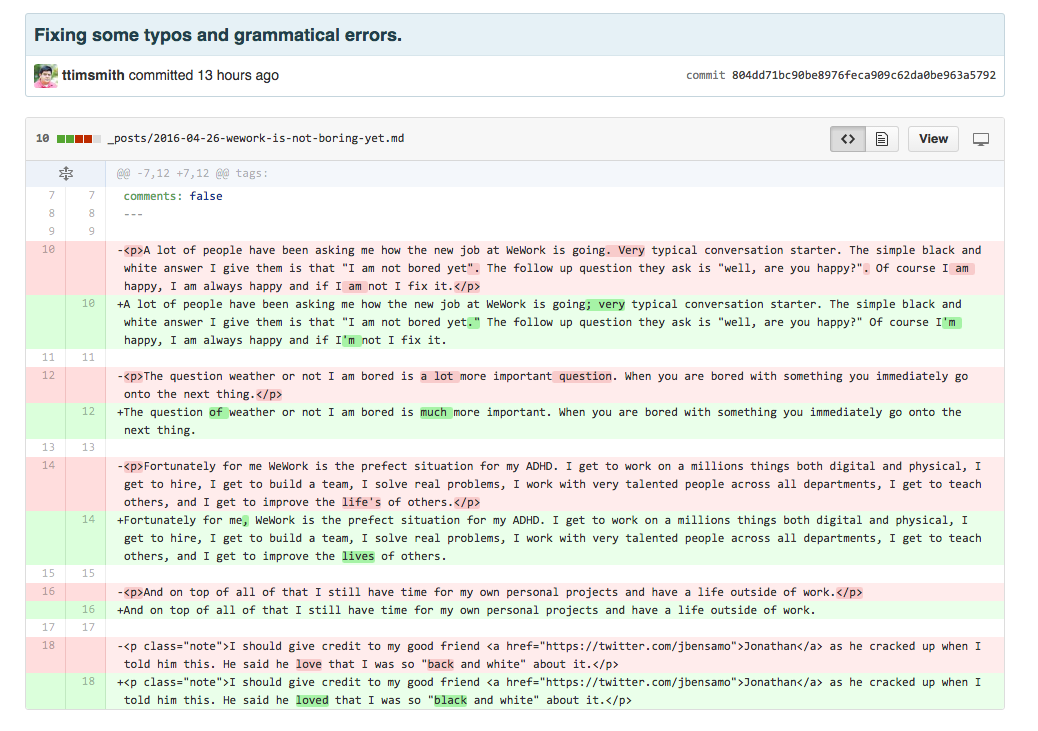 Fixing some typos and grammatical errors.
ttimsmith committed 13 hours ago commit 804dd71bc90be8976feca909c62da0be963a5792
10 _posts/2016-04-26-wework-is-not-boring-yet.md <> View
@@ -7,12 +7,12 @@ tags:
7 7 comments: false
8 8 ---
9 9
10 -<p>A lot of people have been asking me how the new job at WeWork is going. Very typical conversation starter. The simple black and
white answer I give them is that "I am not bored yet". The follow up question they ask is "well, are you happy?". Of course I am
happy, I am always happy and if I am not I fix it.</p>
10 +A lot of people have been asking me how the new job at WeWork is going; very typical conversation starter. The simple black and
white answer I give them is that "I am not bored yet." The follow up question they ask is "well, are you happy?" Of course I'm
happy, I am always happy and if I'm not I fix it.
11 11
12 -<p>The question weather or not I am bored is a lot more important question. When you are bored with something you immediately go
onto the next thing.</p>
12 +The question of weather or not I am bored is much more important. When you are bored with something you immediately go onto the
next thing.
13 13
14 -<p>Fortunately for me WeWork is the prefect situation for my ADHD. I get to work on a millions things both digital and physical, I
get to hire, I get to build a team, I solve real problems, I work with very talented people across all departments, I get to teach
others, and I get to improve the life's of others.</p>
14 +Fortunately for me, WeWork is the prefect situation for my ADHD. I get to work on a millions things both digital and physical, I
get to hire, I get to build a team, I solve real problems, I work with very talented people across all departments, I get to teach
others, and I get to improve the lives of others.
15 15
16 -<p>And on top of all of that I still have time for my own personal projects and have a life outside of work.</p>
16 +And on top of all of that I still have time for my own personal projects and have a life outside of work.
17 17
18 -<p class="note">I should give credit to my good friend <a href="https://twitter.com/jbensamo">Jonathan</a> as he cracked up when I
told him this. He said he love that I was so "back and white" about it.</p>
18 +<p class="note">I should give credit to my good friend <a href="https://twitter.com/jbensamo">Jonathan</a> as he cracked up when I
told him this. He said he loved that I was so "black and white" about it.</p>